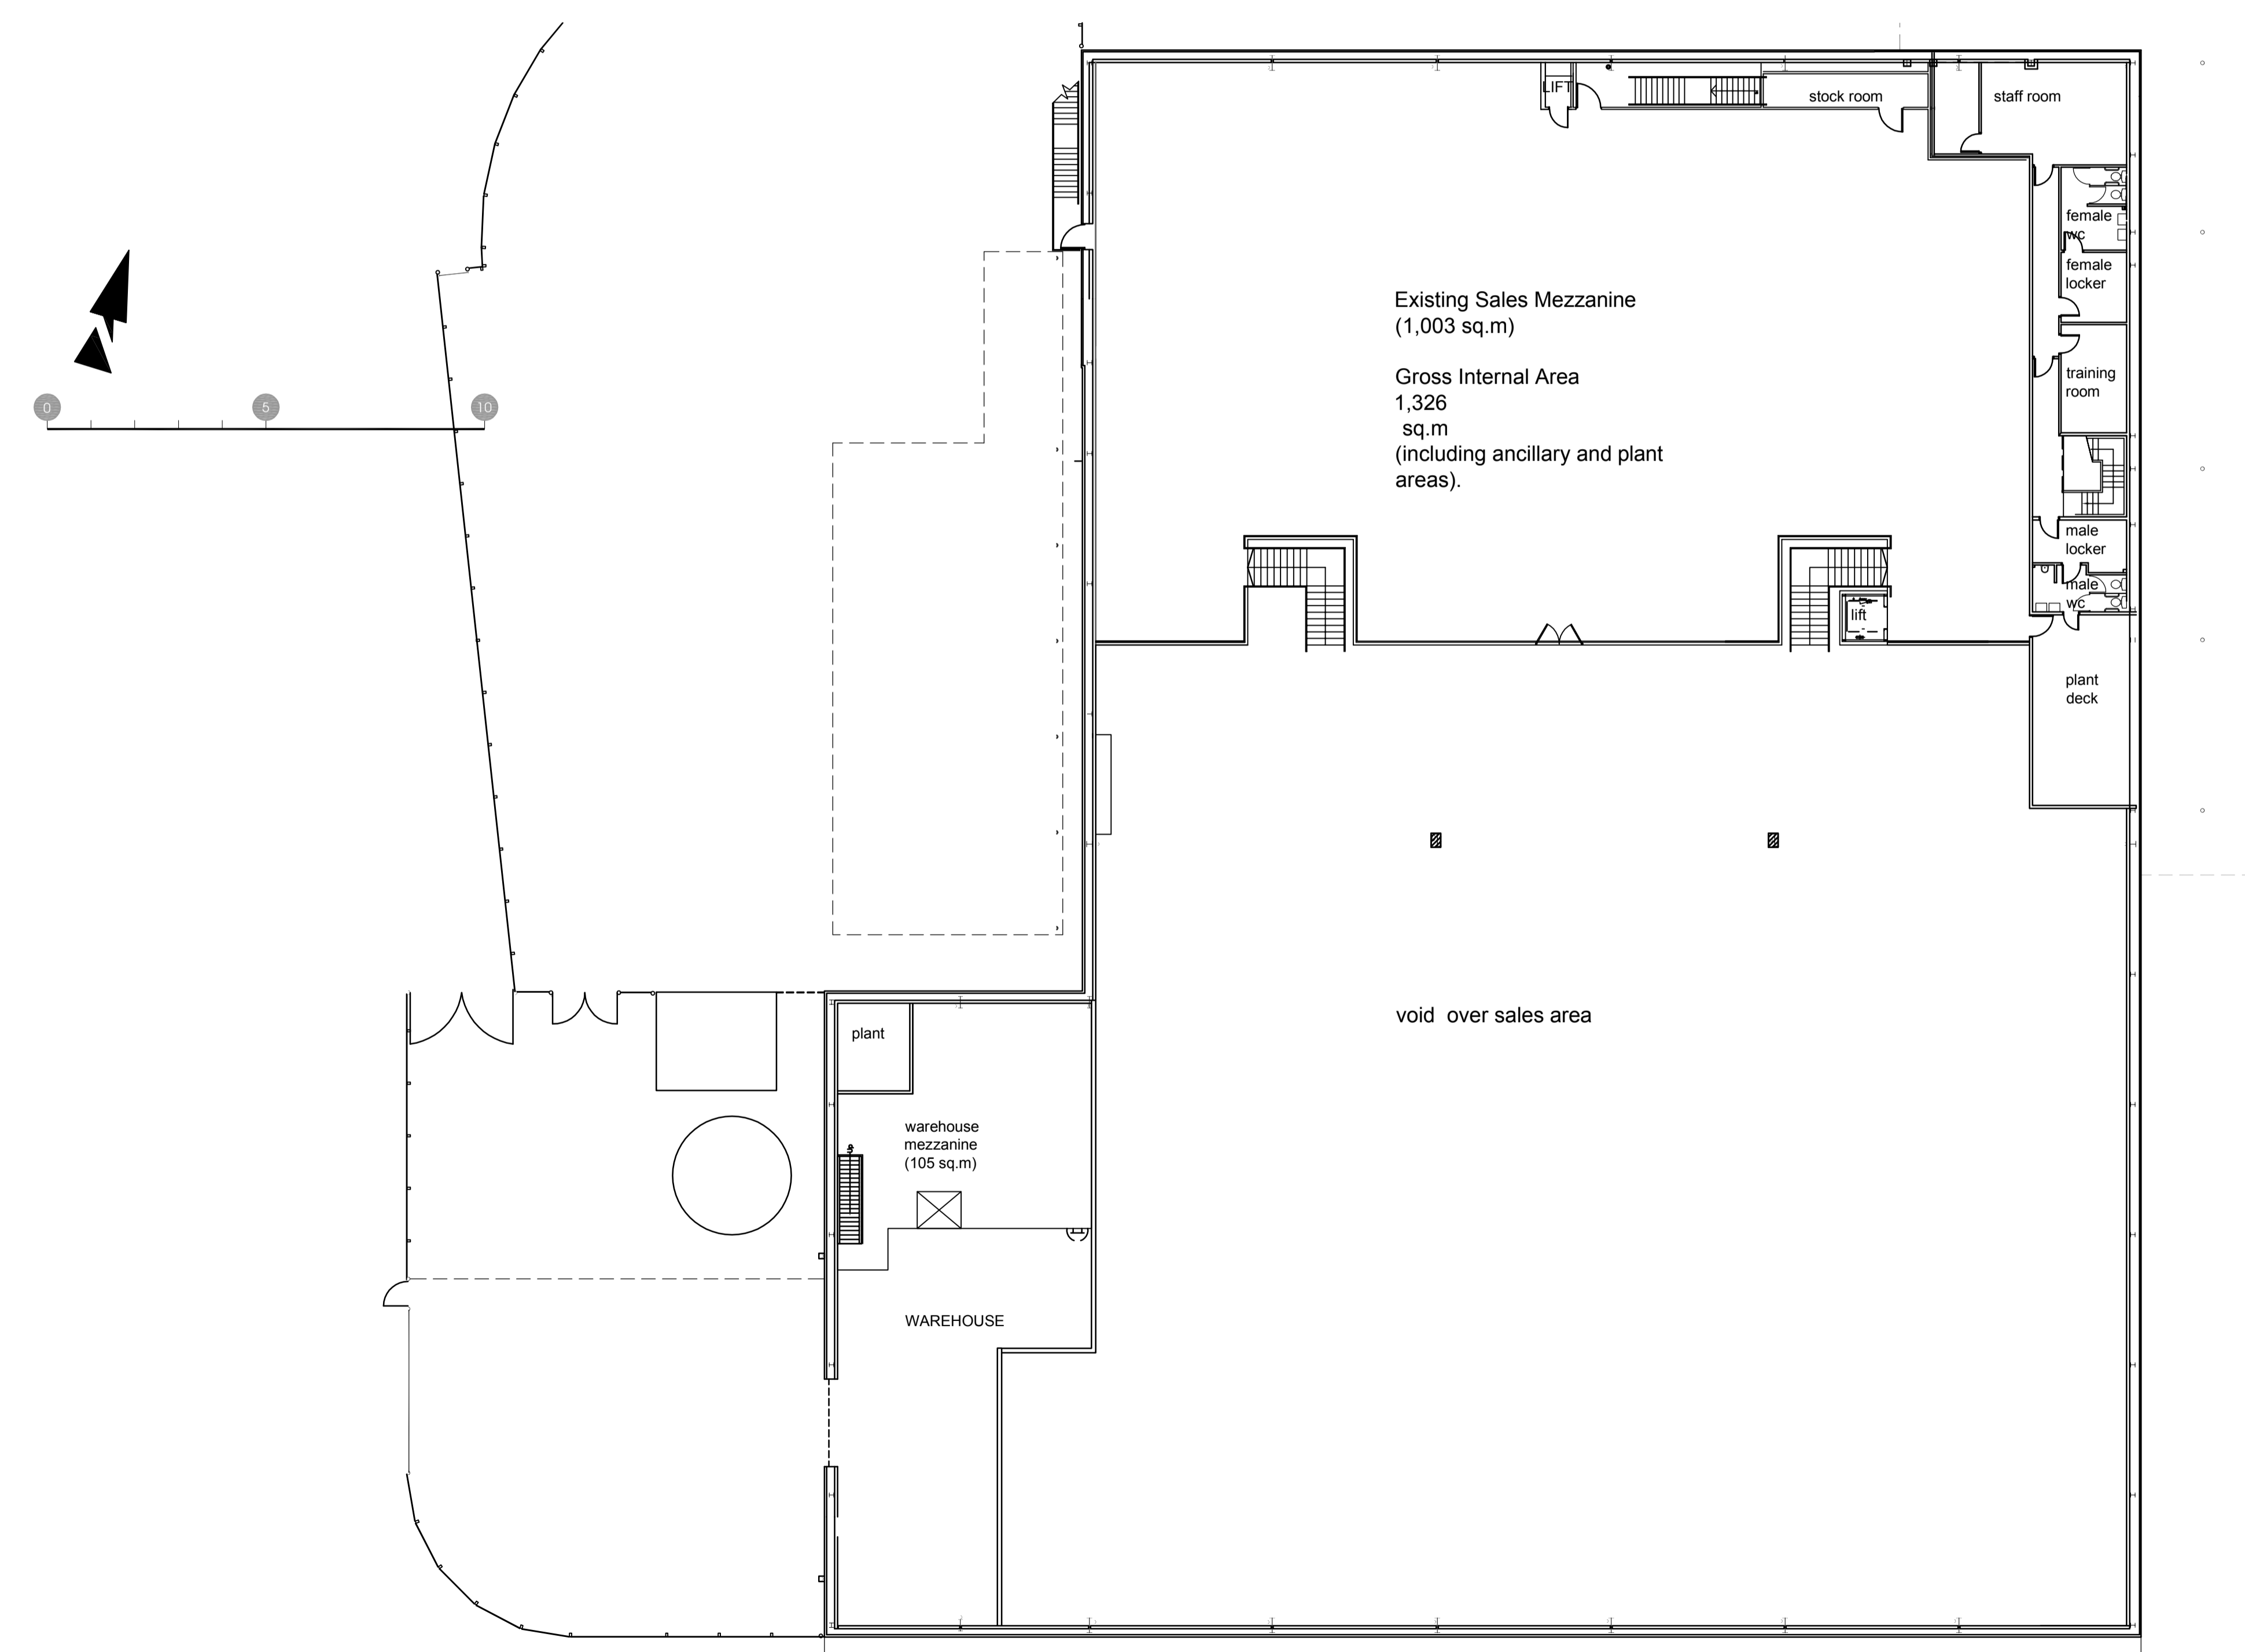 LIFT
stock room
staff room
female
wc
female
locker
Existing Sales Mezzanine
(1,003 sq.m)
Gross Internal Area
1,326
sq.m
(including ancillary and plant
areas).
training
room
0
5
10
male
locker
male
wc
lift
plant
deck
void over sales area
plant
warehouse
mezzanine
(105 sq.m)
WAREHOUSE